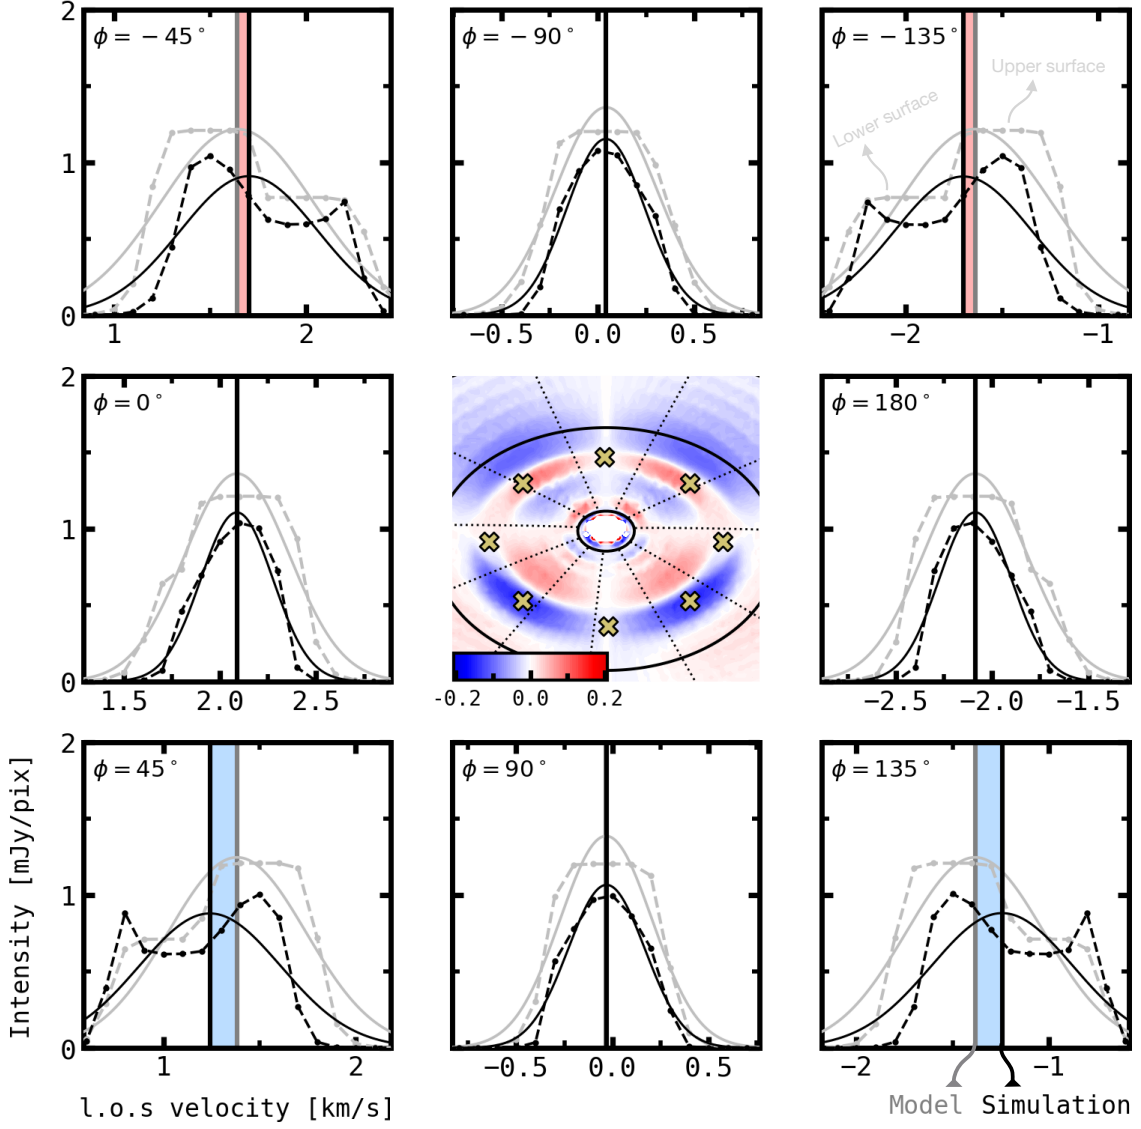 2
ϕ = −45°
ϕ = −90°
ϕ = −135°
Upper surface
Lower surface
1
0
1 2
−0.5 0.0 0.5
−2 −1
2
ϕ = 0°
ϕ = 180°
1
0
-0.2 0.0 0.2
1.5 2.0 2.5
−2.5 −2.0 −1.5
2
ϕ = 45°
ϕ = 90°
ϕ = 135°
1
0
Intensity [mJy/pix]
1 2
−0.5 0.0 0.5
−2 −1
l.o.s velocity [km/s]
Model Simulation